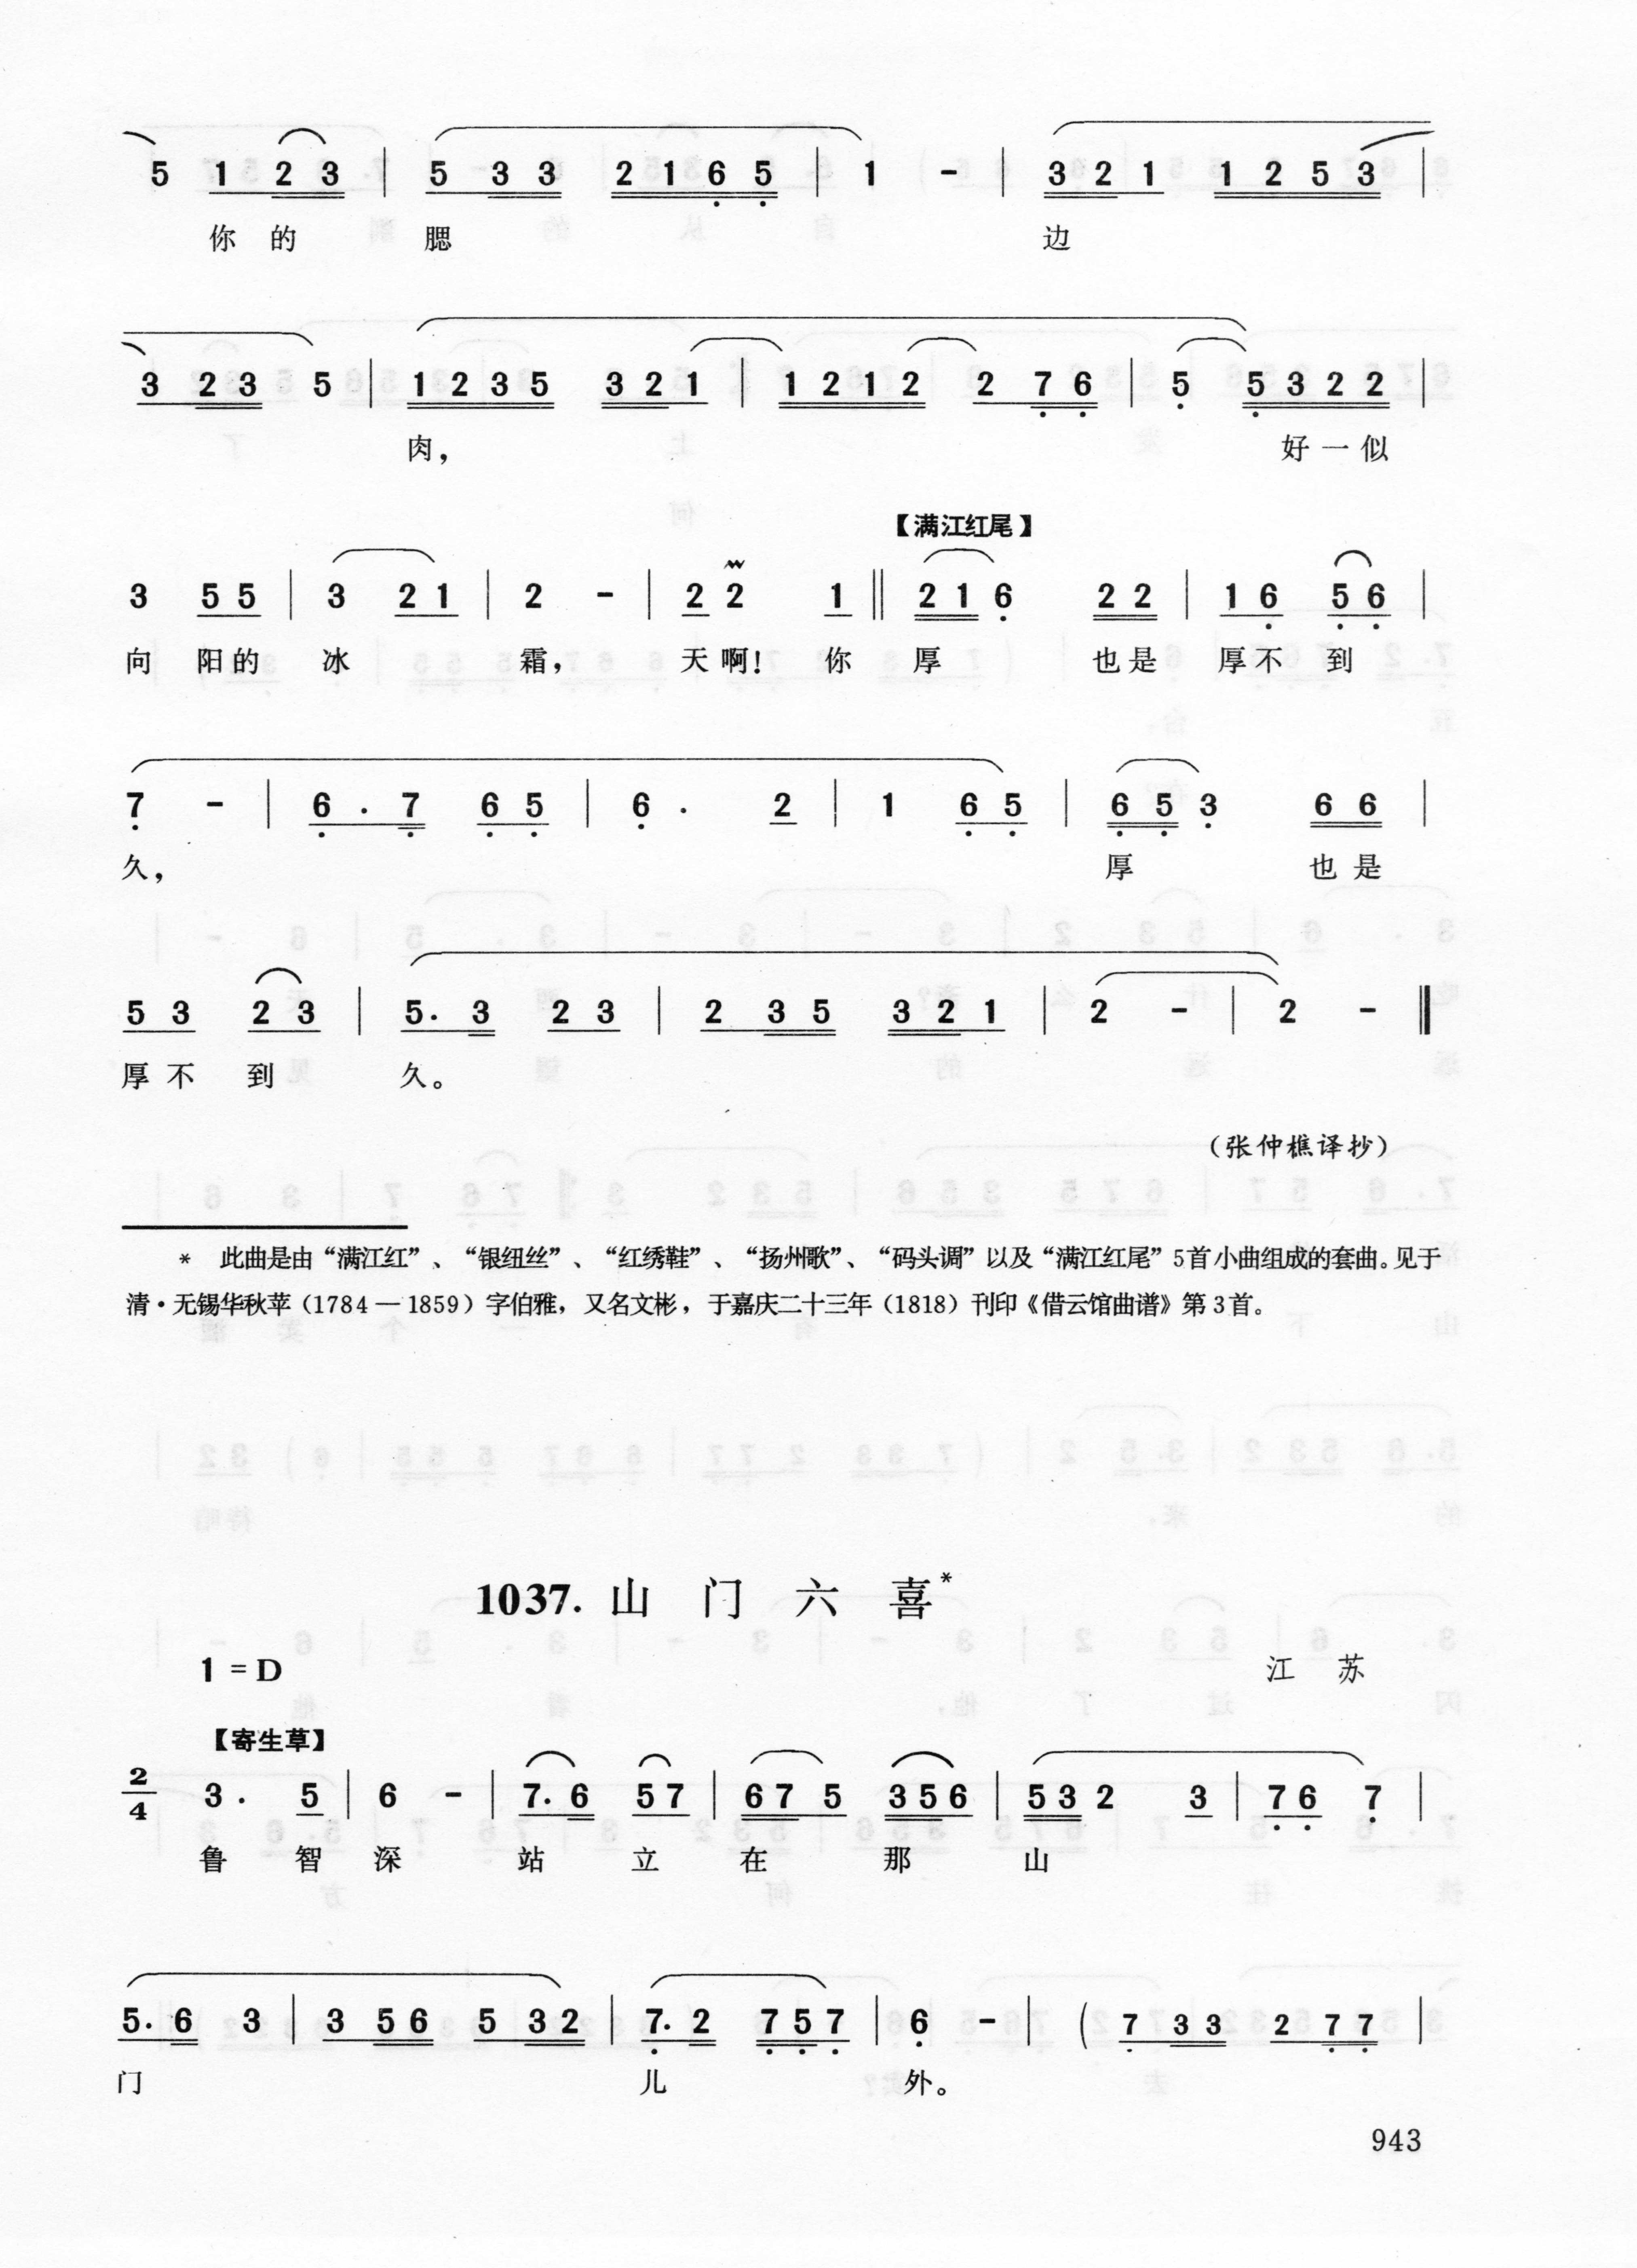 5 1 2 3 | 5 3 3 2 1 6 5 | 1 - | 3 2 1 1 2 5 3 |
你 的 腮 边
3 2 3 5 | 1 2 3 5 3 2 1 | 1 2 1 2 2 7 6 | 5 5 3 2 2 |
肉， 好 一 似
【满江红尾】
3 5 5 | 3 2 1 | 2 - | 2 2 1 ‖ 2 1 6 2 2 | 1 6 5 6 |
向 阳 的 冰 霜， 天 啊！ 你 厚 也 是 厚 不 到
7 - | 6 . 7 6 5 | 6 . 2 | 1 6 5 | 6 5 3 6 6 |
久， 厚 也 是
5 3 2 3 | 5. 3 2 3 | 2 3 5 3 2 1 | 2 - | 2 - ‖
厚 不 到 久。
（张仲樵译抄）
* 此曲是由“满江红”、“银纽丝”、“红绣鞋”、“扬州歌”、“码头调”以及“满江红尾”5首小曲组成的套曲。见于
清·无锡华秋苹（1784—1859）字伯雅，又名文彬，于嘉庆二十三年（1818）刊印《借云馆曲谱》第3首。
1037. 山 门 六 喜*
1 = D 江 苏
【寄生草】
2/4 3 . 5 | 6 - | 7. 6 5 7 | 6 7 5 3 5 6 | 5 3 2 3 | 7 6 7 |
鲁 智 深 站 立 在 那 山
5. 6 3 | 3 5 6 5 3 2 | 7. 2 7 5 7 | 6 - | （ 7 3 3 2 7 7 |
门 儿 外。
943